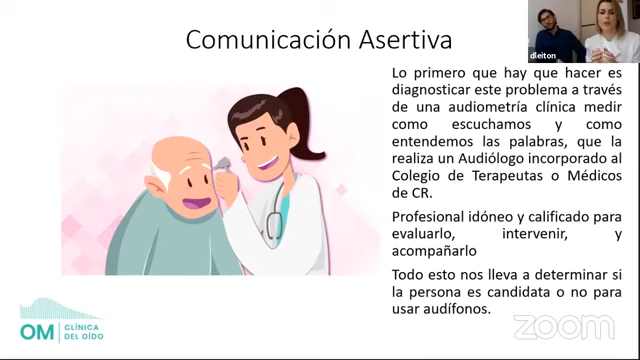 Comunicación Asertiva
dleiton
Lo primero que hay que hacer es
diagnosticar este problema a través
de una audiometría clínica medir
como escuchamos y como
entendemos las palabras, que la
realiza un Audiólogo incorporado al
Colegio de Terapeutas o Médicos
de CR.
Profesional idóneo y calificado para
evaluarlo, intervenir, y
acompañarlo
Todo esto nos lleva a determinar si
la persona es candidata o no para
usar audífonos.
OM CLÍNICA
DEL OÍDO
zoom